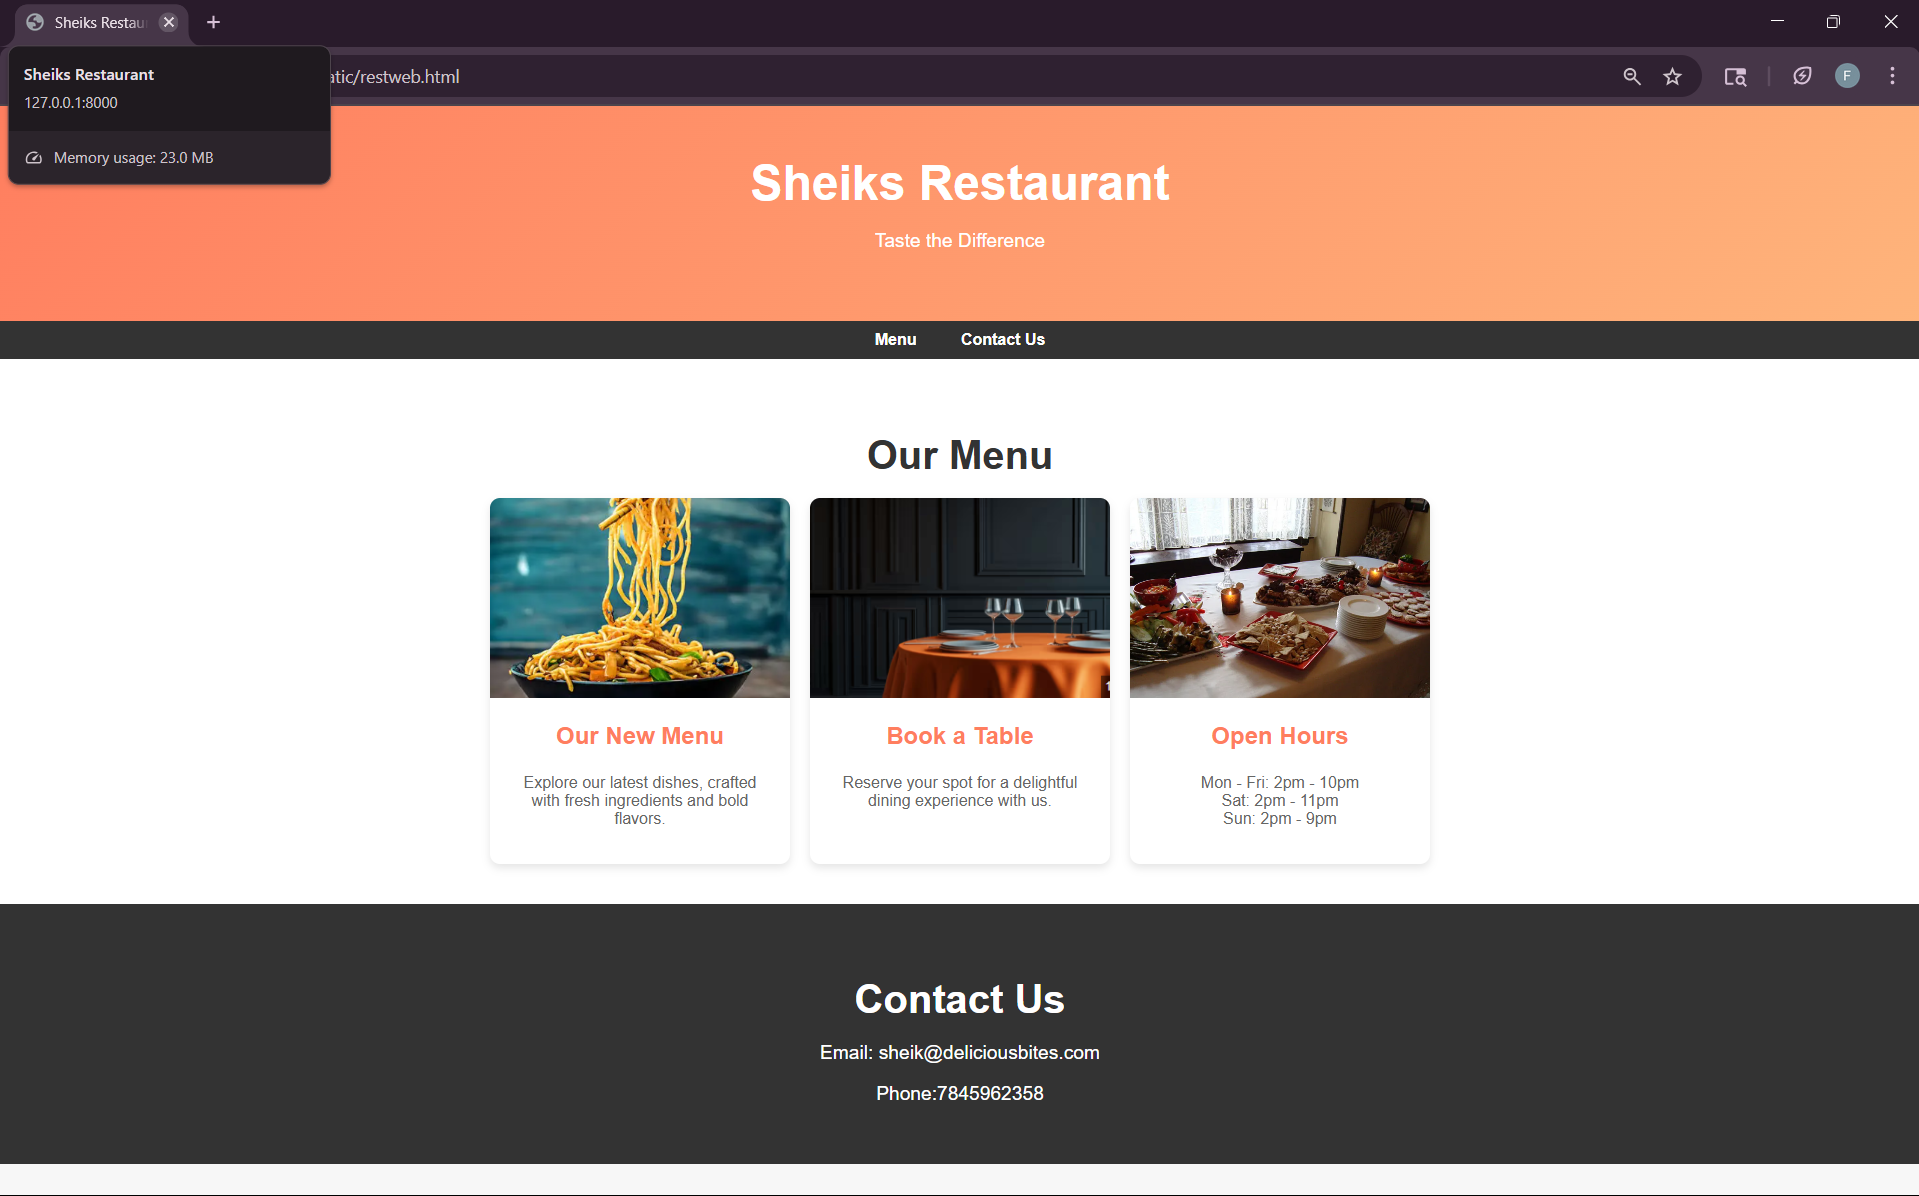 Sheiks Restau
Sheiks Restaurant
127.0.0.1:8000
Memory usage: 23.0 MB
atic/restweb.html
F
Sheiks Restaurant
Taste the Difference
Menu
Contact Us
Our Menu
Our New Menu
Explore our latest dishes, crafted
with fresh ingredients and bold
flavors.
Book a Table
Reserve your spot for a delightful
dining experience with us.
Open Hours
Mon - Fri: 2pm - 10pm
Sat: 2pm - 11pm
Sun: 2pm - 9pm
Contact Us
Email: sheik@deliciousbites.com
Phone:7845962358